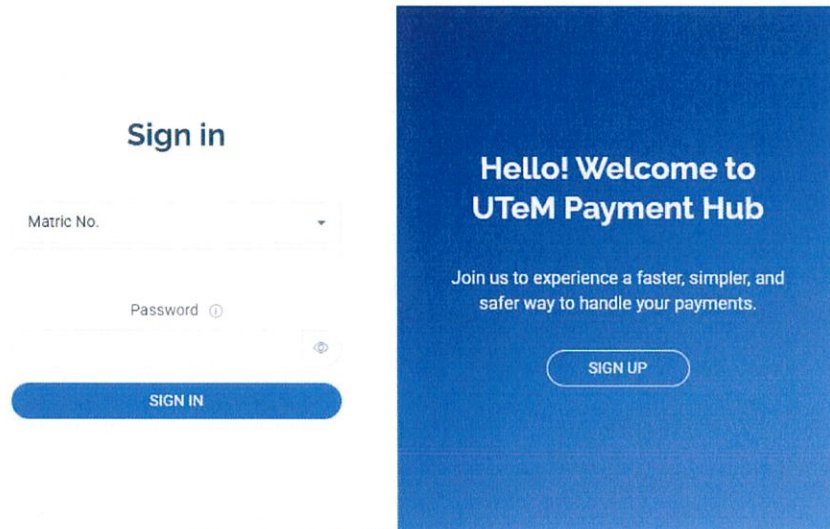 Sign in
Matric No.
Password
SIGN IN
Hello! Welcome to
UTeM Payment Hub
Join us to experience a faster, simpler, and
safer way to handle your payments.
SIGN UP